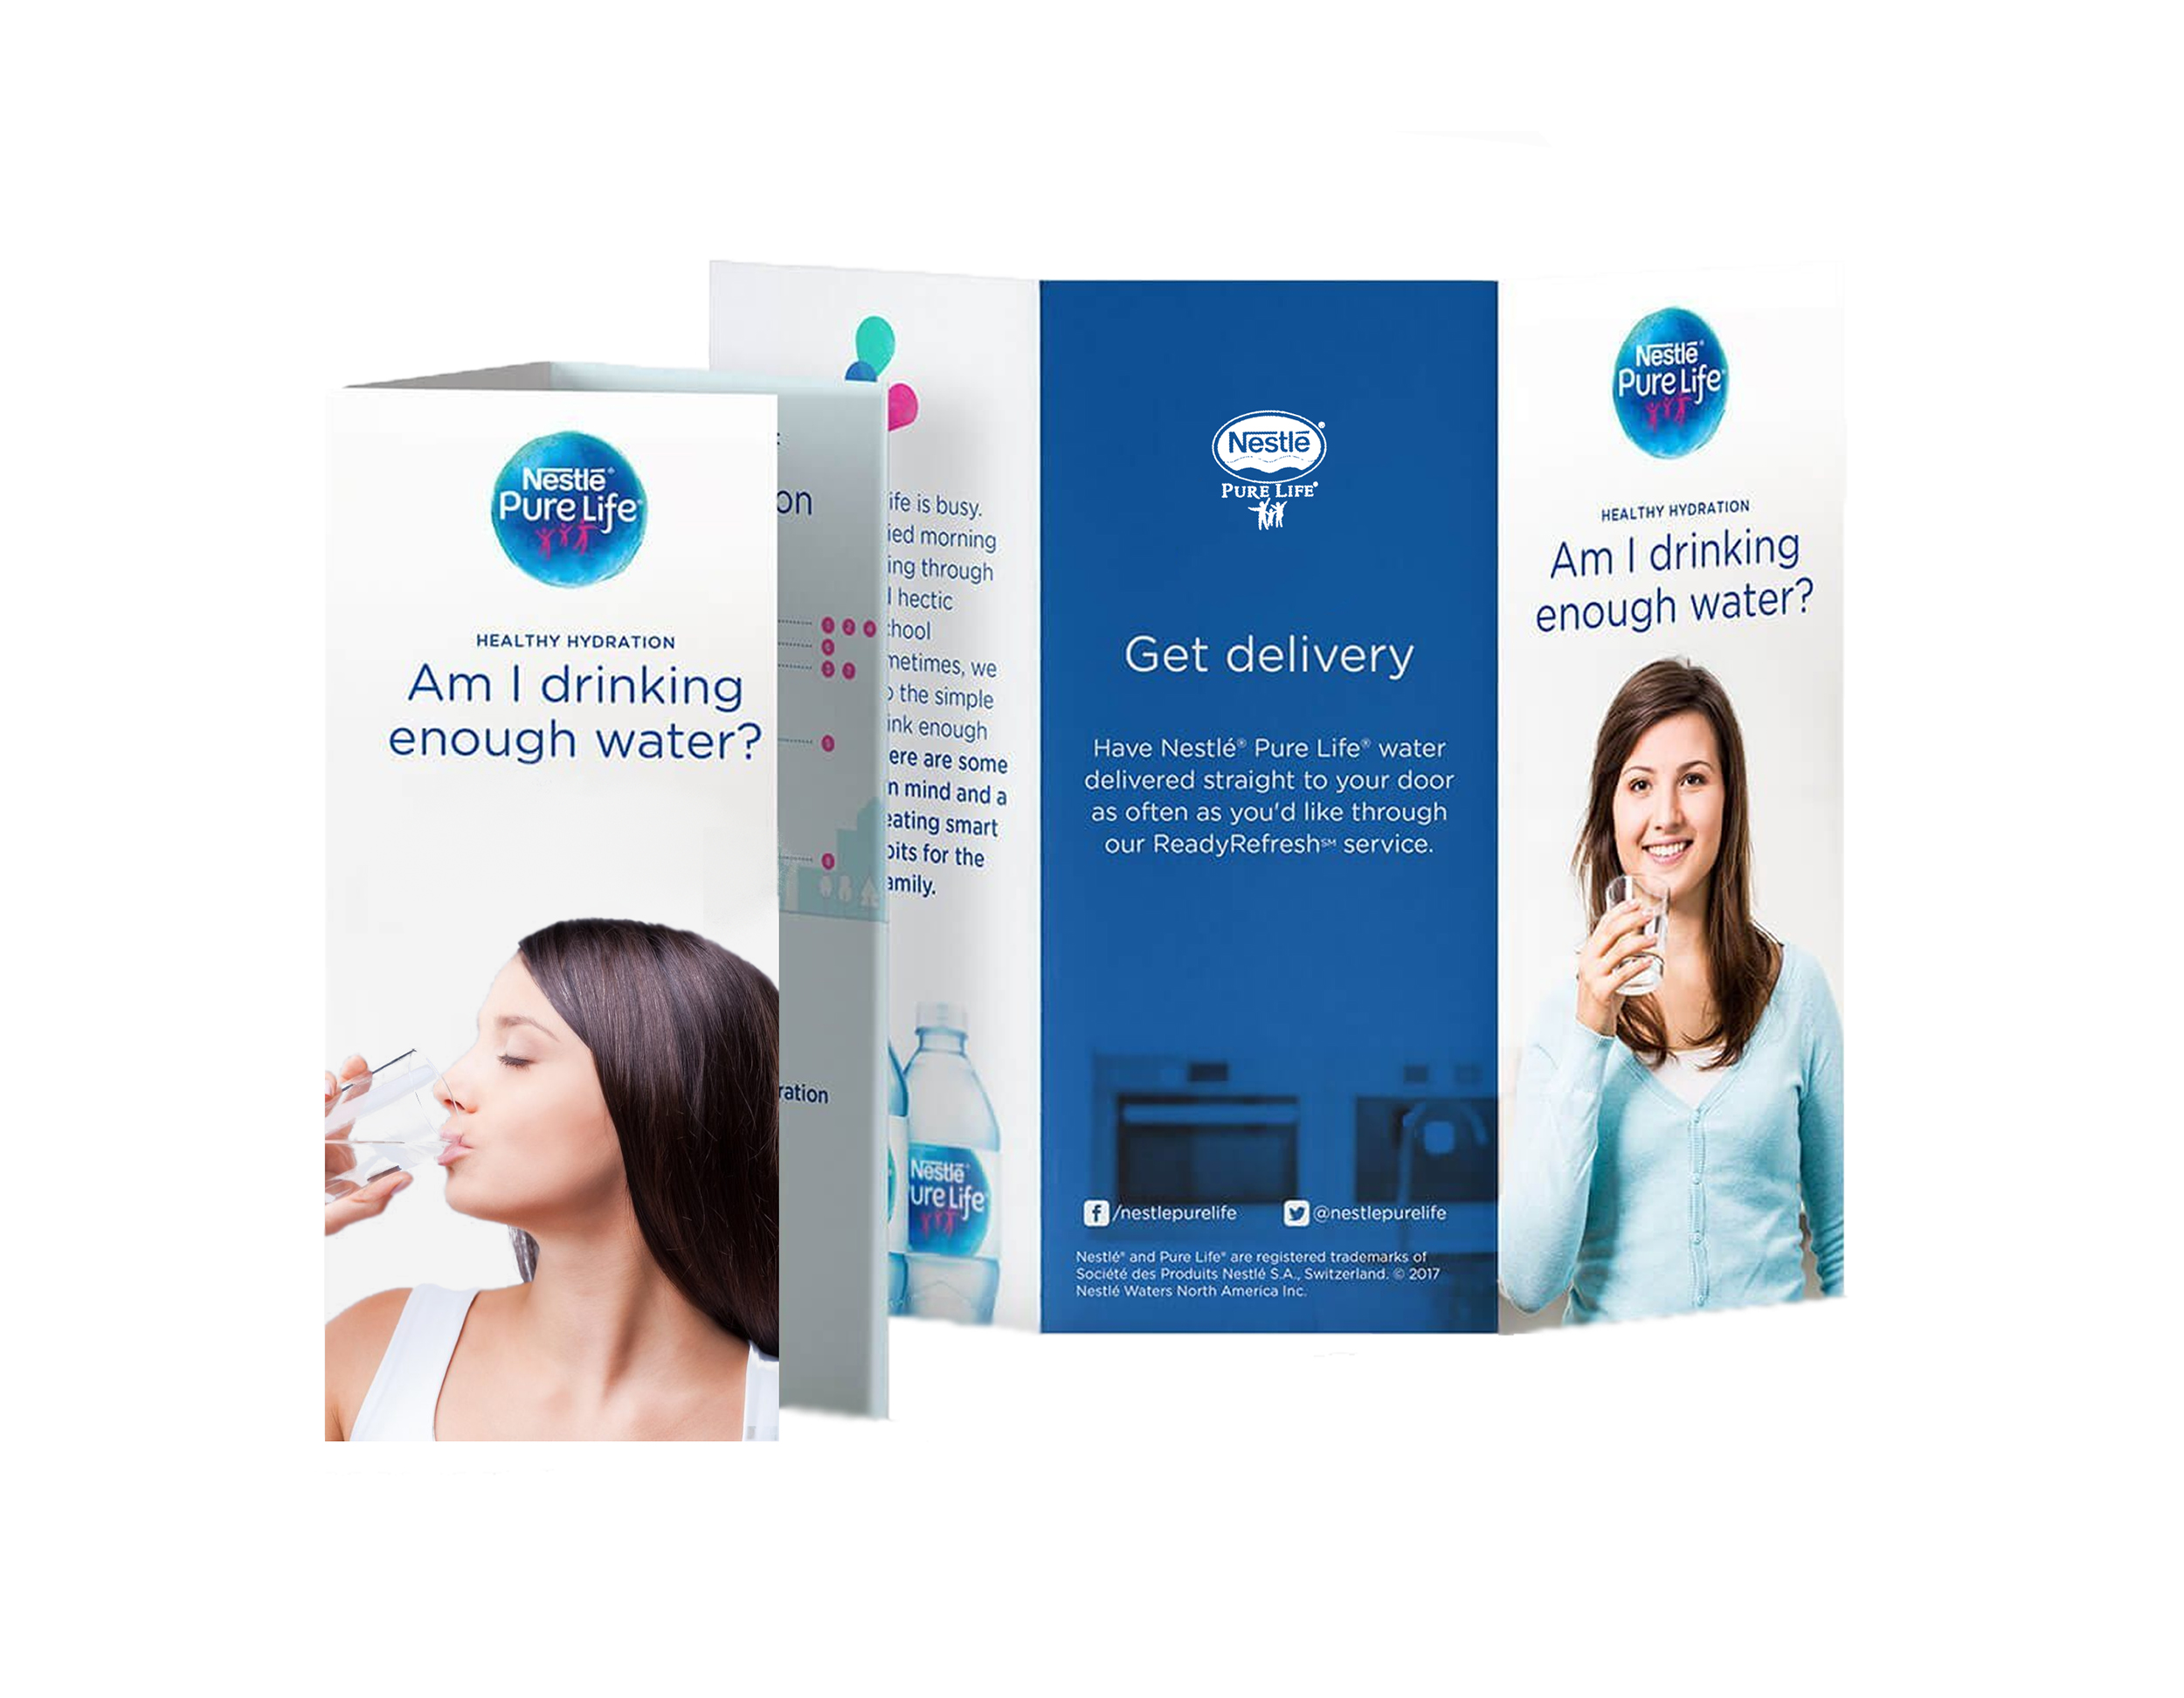 Nestlé®
Pure Life®
HEALTHY HYDRATION
Am I drinking
enough water?
on
ration
ife is busy.
ied morning
ing through
hectic
hool
metimes, we
the simple
ink enough
ere are some
n mind and a
eating smart
bits for the
amily.
Nestlé®
ure Life®
Nestlé®
PURE LIFE®
Get delivery
Have Nestlé® Pure Life® water
delivered straight to your door
as often as you'd like through
our ReadyRefresh℠ service.
/nestlepurelife @nestlepurelife
Nestlé® and Pure Life® are registered trademarks of
Société des Produits Nestlé S.A., Switzerland. © 2017
Nestlé Waters North America Inc.
Nestlé®
Pure Life®
HEALTHY HYDRATION
Am I drinking
enough water?